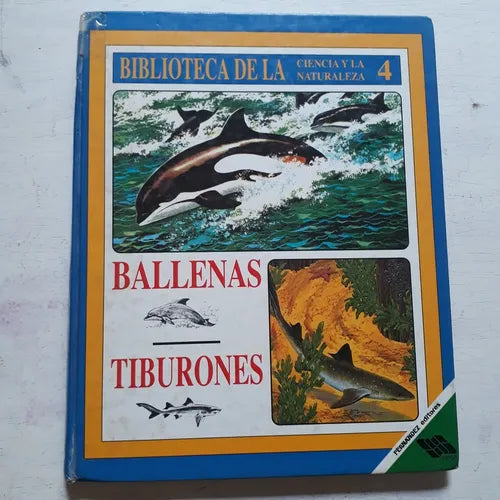 BIBLIOTECA DE LA
CIENCIA Y LA
NATURALEZA
4
BALLENAS
TIBURONES
FERNANDEZ editores